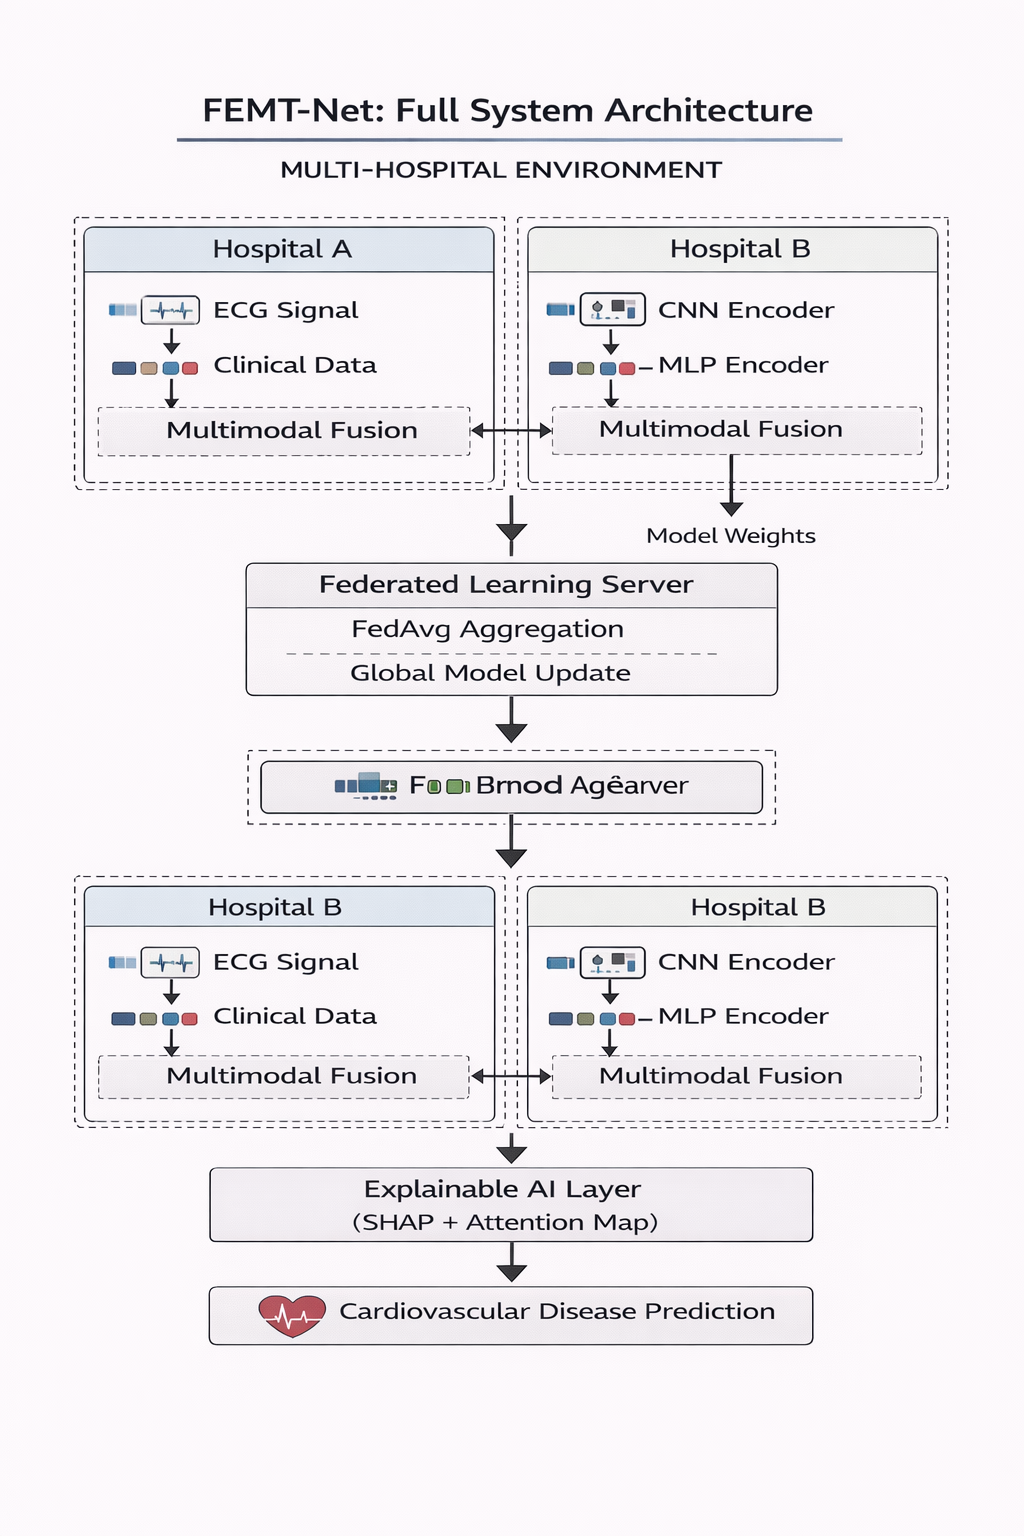 FEMT-Net: Full System Architecture
MULTI-HOSPITAL ENVIRONMENT
Hospital A
ECG Signal
Clinical Data
Multimodal Fusion
Hospital B
CNN Encoder
MLP Encoder
Multimodal Fusion
Model Weights
Federated Learning Server
FedAvg Aggregation
Global Model Update
Brnod
Hospital B
ECG Signal
Clinical Data
Multimodal Fusion
Hospital B
CNN Encoder
MLP Encoder
Multimodal Fusion
Explainable AI Layer
(SHAP + Attention Map)
Cardiovascular Disease Prediction